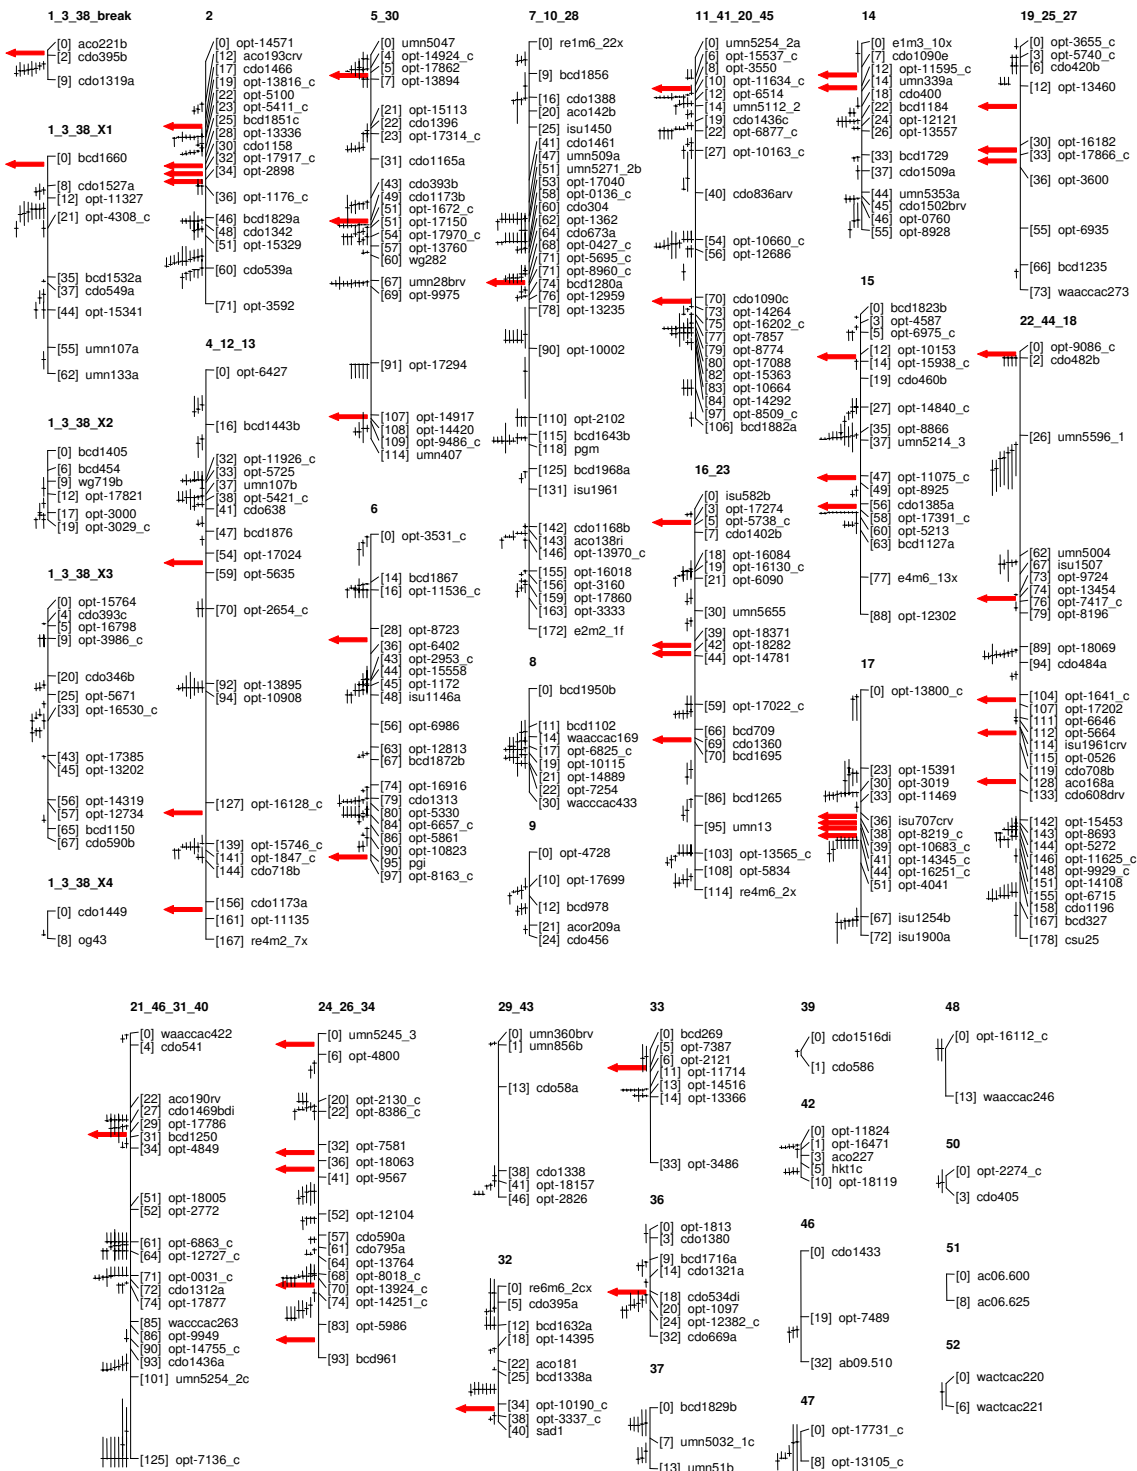 1_3_38_break
[0] aco221b
[2] cdo395b
[9] cdo1319a
1_3_38_X1
[0] bcd1660
[8] cdo1527a
[12] opt-11327
[21] opt-4308_c
[35] bcd1532a
[37] cdo549a
[44] opt-15341
[55] umn107a
[62] umn133a
1_3_38_X2
[0] bcd1405
[6] bcd454
[9] wg719b
[12] opt-17821
[17] opt-3000
[19] opt-3029_c
1_3_38_X3
[0] opt-15764
[4] cdo393c
[5] opt-16798
[9] opt-3986_c
[20] cdo346b
[25] opt-5671
[33] opt-16530_c
[43] opt-17385
[45] opt-13202
[56] opt-14319
[57] opt-12734
[65] bcd1150
[67] cdo590b
1_3_38_X4
[0] cdo1449
[8] og43
2
[0] opt-14571
[12] aco193crv
[17] cdo1466
[19] opt-13816_c
[22] opt-5100
[23] opt-5411_c
[25] bcd1851c
[28] opt-13336
[30] cdo1158
[32] opt-17917_c
[34] opt-2898
[36] opt-1176_c
[46] bcd1829a
[48] cdo1342
[51] opt-15329
[60] cdo539a
[71] opt-3592
4_12_13
[0] opt-6427
[16] bcd1443b
[32] opt-11926_c
[33] opt-5725
[37] umn107b
[38] opt-5421_c
[41] cdo638
[47] bcd1876
[54] opt-17024
[59] opt-5635
[70] opt-2654_c
[92] opt-13895
[94] opt-10908
[127] opt-16128_c
[139] opt-15746_c
[141] opt-1847_c
[144] cdo718b
[156] cdo1173a
[161] opt-11135
[167] re4m2_7x
5_30
[0] umn5047
[4] opt-14924_c
[5] opt-17862
[7] opt-13894
[21] opt-15113
[22] cdo1396
[23] opt-17314_c
[31] cdo1165a
[43] cdo393b
[49] cdo1173b
[51] opt-1672_c
[51] opt-17150
[54] opt-17970_c
[57] opt-13760
[60] wg282
[67] umn28brv
[69] opt-9975
[91] opt-17294
[107] opt-14917
[108] opt-14420
[109] opt-9486_c
[114] umn407
6
[0] opt-3531_c
[14] bcd1867
[16] opt-11536_c
[28] opt-8723
[36] opt-6402
[43] opt-2953_c
[44] opt-15558
[45] opt-1172
[48] isu1146a
[56] opt-6986
[63] opt-12813
[67] bcd1872b
[74] opt-16916
[79] cdo1313
[80] opt-5330
[84] opt-6657_c
[86] opt-5861
[90] opt-10823
[95] pgi
[97] opt-8163_c
7_10_28
[0] re1m6_22x
[9] bcd1856
[16] cdo1388
[20] aco142b
[25] isu1450
[41] cdo1461
[47] umn509a
[51] umn5271_2b
[53] opt-17040
[58] opt-0136_c
[60] cdo304
[62] opt-1362
[64] cdo673a
[68] opt-0427_c
[71] opt-5695_c
[71] opt-8960_c
[74] bcd1280a
[76] opt-12959
[78] opt-13235
[90] opt-10002
[110] opt-2102
[115] bcd1643b
[118] pgm
[125] bcd1968a
[131] isu1961
[142] cdo1168b
[143] aco138ri
[146] opt-13970_c
[155] opt-16018
[156] opt-3160
[159] opt-17860
[163] opt-3333
[172] e2m2_1f
8
[0] bcd1950b
[11] bcd1102
[14] waaccac169
[17] opt-6825_c
[19] opt-10115
[21] opt-14889
[22] opt-7254
[30] wacccac433
9
[0] opt-4728
[10] opt-17699
[12] bcd978
[21] acor209a
[24] cdo456
11_41_20_45
[0] umn5254_2a
[6] opt-15537_c
[8] opt-3550
[10] opt-11634_c
[12] opt-6514
[14] umn5112_2
[19] cdo1436c
[22] opt-6877_c
[27] opt-10163_c
[40] cdo836arv
[54] opt-10660_c
[56] opt-12686
[70] cdo1090c
[73] opt-14264
[75] opt-16202_c
[77] opt-7857
[79] opt-8774
[80] opt-17088
[82] opt-15363
[83] opt-10664
[84] opt-14292
[97] opt-8509_c
[106] bcd1882a
16_23
[0] isu582b
[3] opt-17274
[5] opt-5738_c
[7] cdo1402b
[18] opt-16084
[19] opt-16130_c
[21] opt-6090
[30] umn5655
[39] opt-18371
[42] opt-18282
[44] opt-14781
[59] opt-17022_c
[66] bcd709
[69] cdo1360
[70] bcd1695
[86] bcd1265
[95] umn13
[103] opt-13565_c
[108] opt-5834
[114] re4m6_2x
14
[0] e1m3_10x
[7] cdo1090e
[12] opt-11595_c
[14] umn339a
[18] cdo400
[22] bcd1184
[24] opt-12121
[26] opt-13557
[33] bcd1729
[37] cdo1509a
[44] umn5353a
[45] cdo1502brv
[46] opt-0760
[55] opt-8928
15
[0] bcd1823b
[3] opt-4587
[5] opt-6975_c
[12] opt-10153
[14] opt-15938_c
[19] cdo460b
[27] opt-14840_c
[35] opt-8866
[37] umn5214_3
[47] opt-11075_c
[49] opt-8925
[56] cdo1385a
[58] opt-17391_c
[60] opt-5213
[63] bcd1127a
[77] e4m6_13x
[88] opt-12302
17
[0] opt-13800_c
[23] opt-15391
[30] opt-3019
[33] opt-11469
[36] isu707crv
[38] opt-8219_c
[39] opt-10683_c
[41] opt-14345_c
[44] opt-16251_c
[51] opt-4041
[67] isu1254b
[72] isu1900a
19_25_27
[0] opt-3655_c
[3] opt-5740_c
[6] cdo420b
[12] opt-13460
[30] opt-16182
[33] opt-17866_c
[36] opt-3600
[55] opt-6935
[66] bcd1235
[73] waaccac273
22_44_18
[0] opt-9086_c
[2] cdo482b
[26] umn5596_1
[62] umn5004
[67] isu1507
[73] opt-9724
[74] opt-13454
[76] opt-7417_c
[79] opt-8196
[89] opt-18069
[94] cdo484a
[104] opt-1641_c
[107] opt-17202
[111] opt-6646
[112] opt-5664
[114] isu1961crv
[115] opt-0526
[119] cdo708b
[128] aco168a
[133] cdo608drv
[142] opt-15453
[143] opt-8693
[144] opt-5272
[146] opt-11625_c
[148] opt-9929_c
[151] opt-14108
[155] opt-6715
[158] cdo1196
[167] bcd327
[178] csu25
21_46_31_40
[0] waaccac422
[4] cdo541
[22] aco190rv
[27] cdo1469bdi
[29] opt-17786
[31] bcd1250
[34] opt-4849
[51] opt-18005
[52] opt-2772
[61] opt-6863_c
[64] opt-12727_c
[71] opt-0031_c
[72] cdo1312a
[74] opt-17877
[85] wacccac263
[86] opt-9949
[90] opt-14755_c
[93] cdo1436a
[101] umn5254_2c
[125] opt-7136_c
24_26_34
[0] umn5245_3
[6] opt-4800
[20] opt-2130_c
[22] opt-8386_c
[32] opt-7581
[36] opt-18063
[41] opt-9567
[52] opt-12104
[57] cdo590a
[61] cdo795a
[64] opt-13764
[68] opt-8018_c
[70] opt-13924_c
[74] opt-14251_c
[83] opt-5986
[93] bcd961
29_43
[0] umn360brv
[1] umn856b
[13] cdo58a
[38] cdo1338
[41] opt-18157
[46] opt-2826
32
[0] re6m6_2cx
[5] cdo395a
[12] bcd1632a
[18] opt-14395
[22] aco181
[25] bcd1338a
[34] opt-10190_c
[38] opt-3337_c
[40] sad1
33
[0] bcd269
[5] opt-7387
[6] opt-2121
[11] opt-11714
[13] opt-14516
[14] opt-13366
[33] opt-3486
36
[0] opt-1813
[3] cdo1380
[9] bcd1716a
[14] cdo1321a
[18] cdo534di
[20] opt-1097
[24] opt-12382_c
[32] cdo669a
37
[0] bcd1829b
[7] umn5032_1c
[13] umn51b
39
[0] cdo1516di
[1] cdo586
42
[0] opt-11824
[1] opt-16471
[3] aco227
[5] hkt1c
[10] opt-18119
46
[0] cdo1433
[19] opt-7489
[32] ab09.510
47
[0] opt-17731_c
[8] opt-13105_c
48
[0] opt-16112_c
[13] waaccac246
50
[0] opt-2274_c
[3] cdo405
51
[0] ac06.600
[8] ac06.625
52
[0] wactcac220
[6] wactcac221